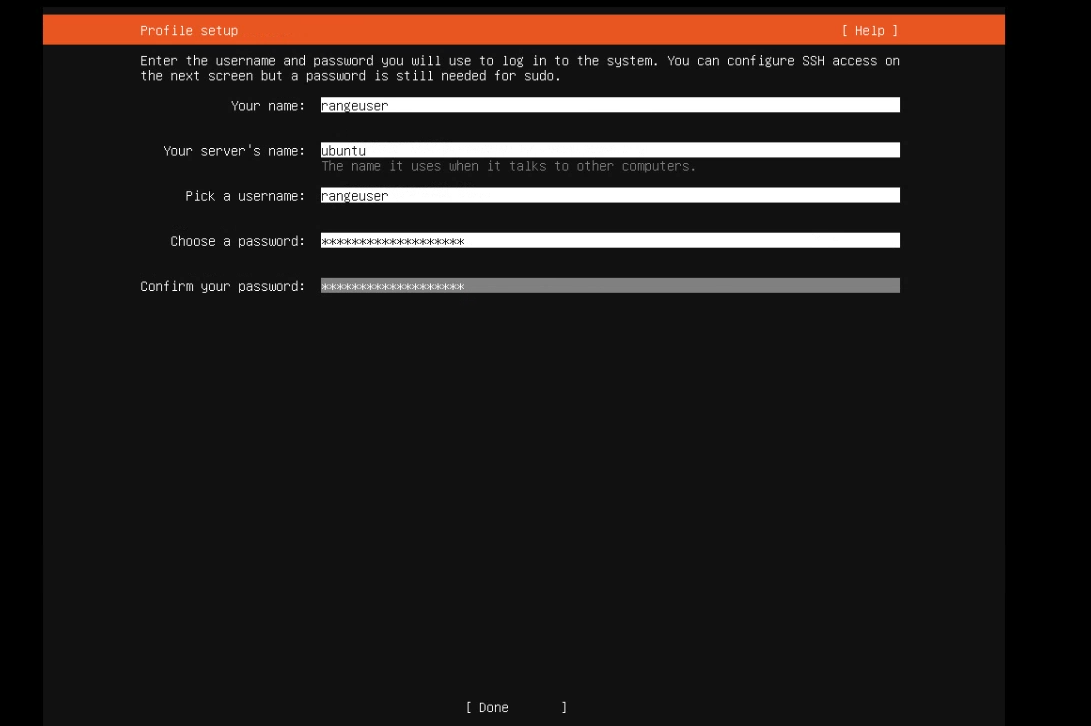 Profile setup [ Help ]
Enter the username and password you will use to log in to the system. You can configure SSH access on
the next screen but a password is still needed for sudo.
Your name: rangeuser
Your server's name: ubuntu
The name it uses when it talks to other computers.
Pick a username: rangeuser
Choose a password: *******************
Confirm your password: *******************
[ Done ]